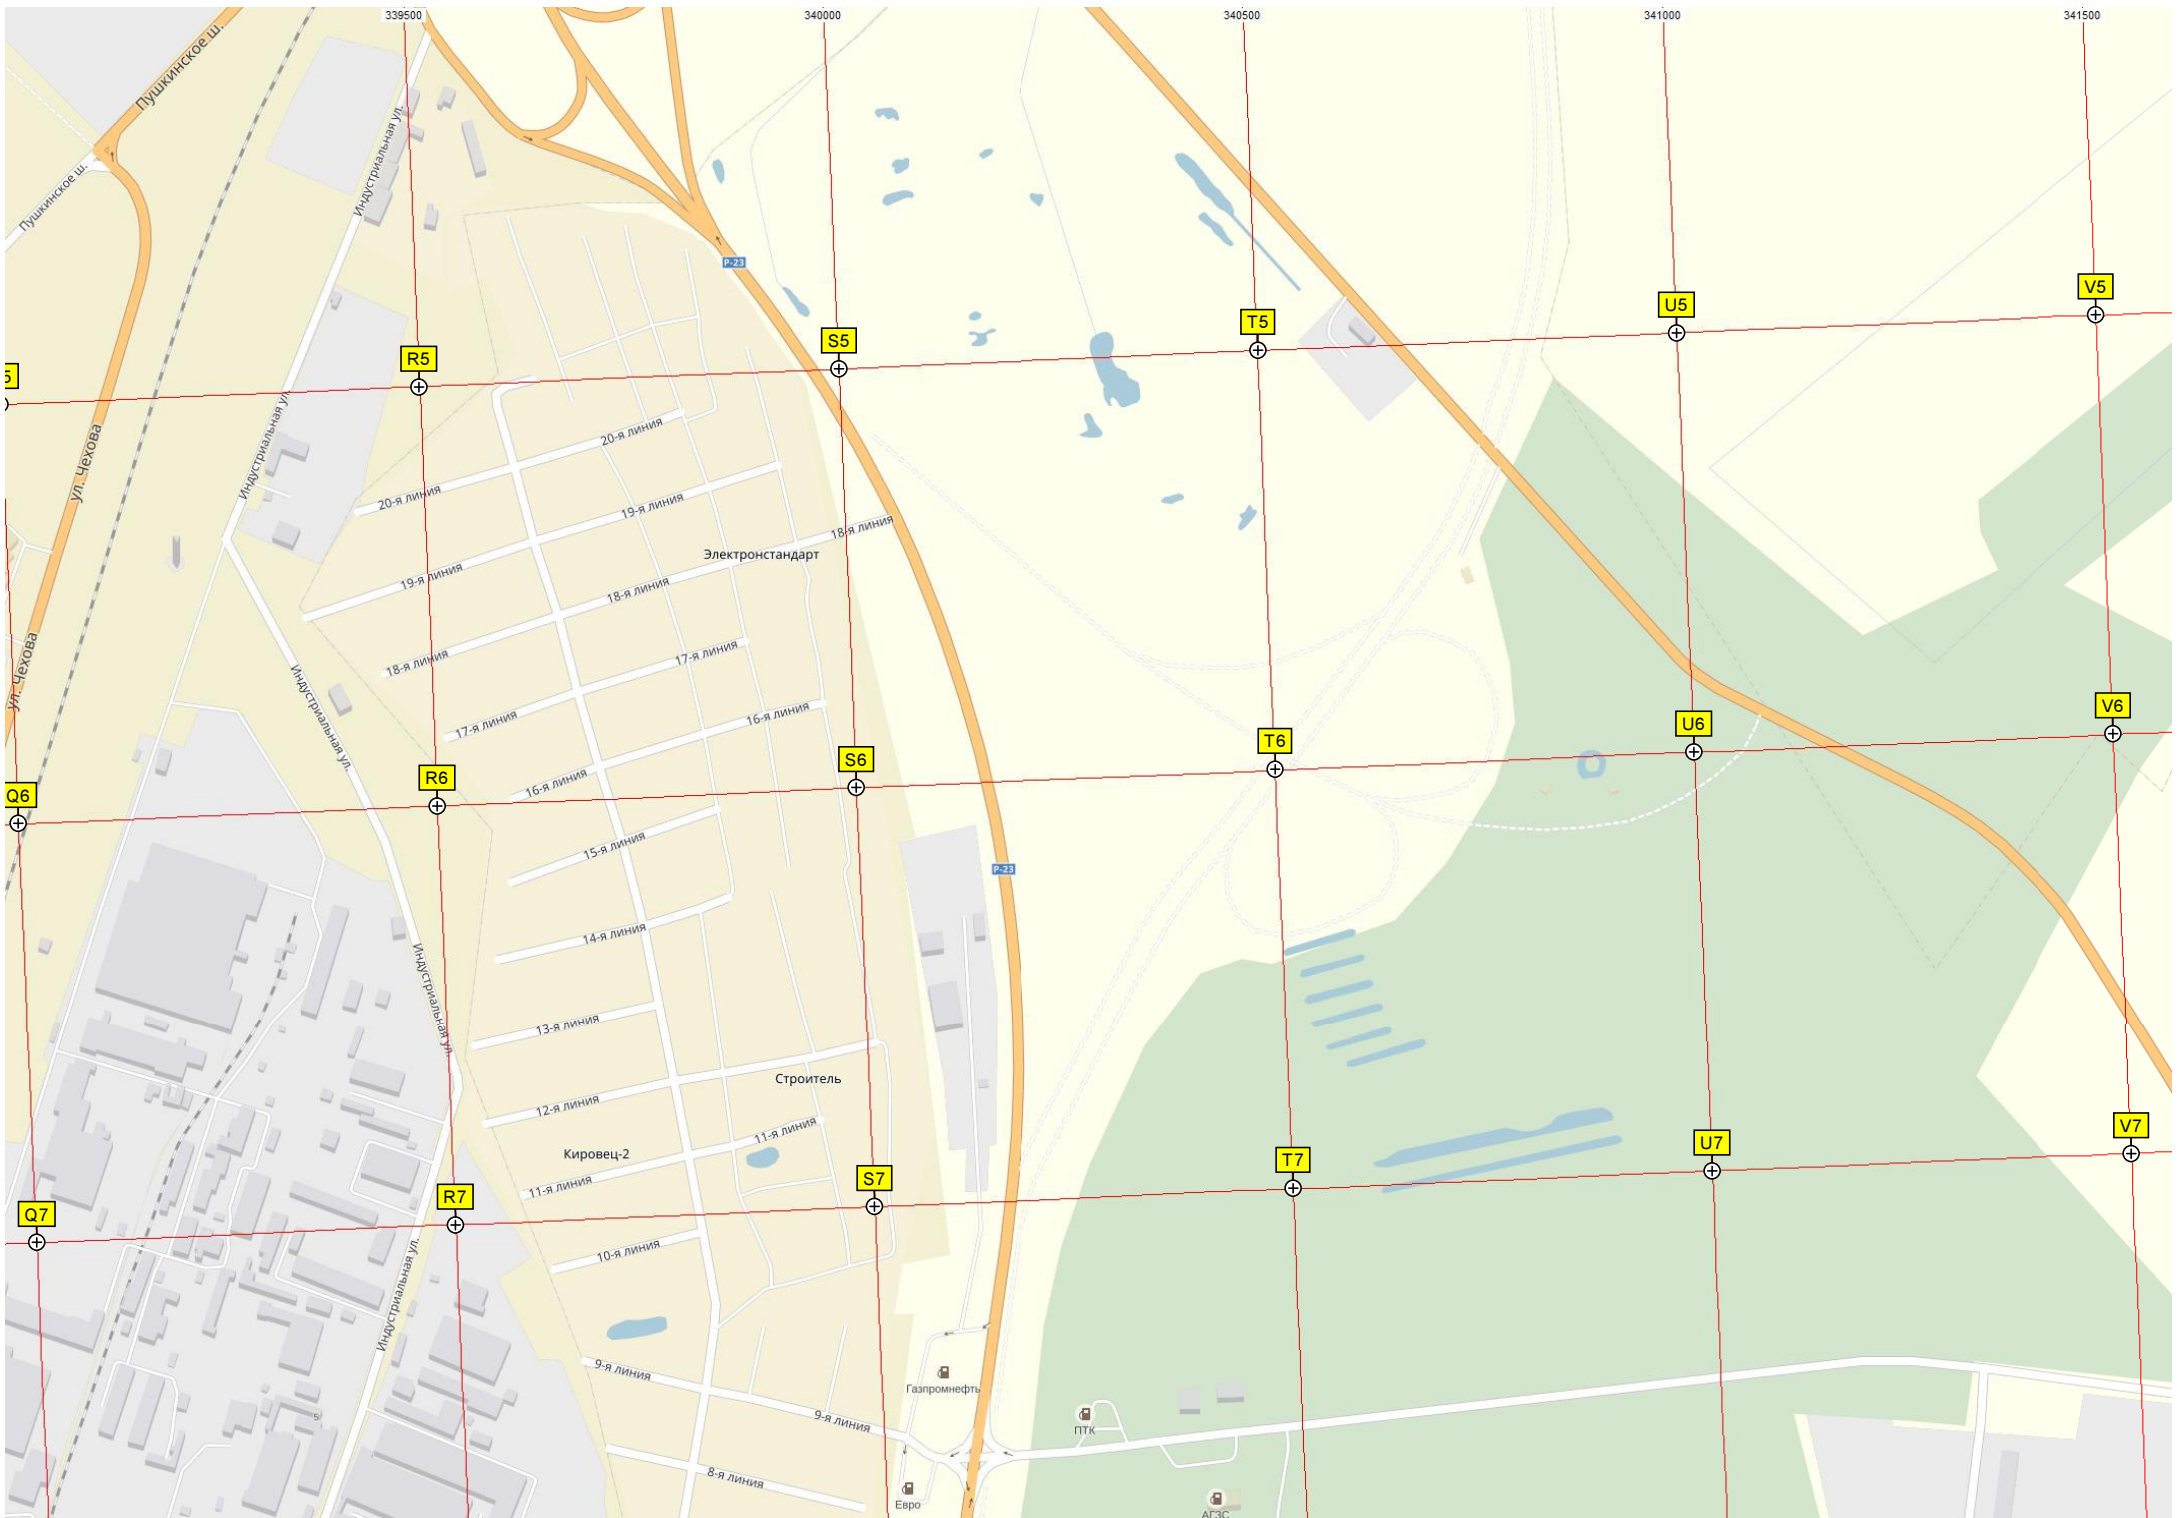 339500 340000 340500 341000 341500
Пушкинское ш.
Индустриальная ул.
Пушкинское ш.
Р-23
V5
U5
T5
S5
R5
5
20-я линия
ул. Чехова
Индустриальная ул.
20-я линия
19-я линия
18-я линия
Электронстандарт
19-я линия
18-я линия
17-я линия
18-я линия
ул. Чехова
Индустриальная ул.
17-я линия
16-я линия
V6
U6
T6
S6
R6
Q6
16-я линия
15-я линия
Р-23
14-я линия
Индустриальная ул.
13-я линия
Строитель
12-я линия
11-я линия
Кировец-2
V7
U7
T7
S7
R7
Q7
11-я линия
10-я линия
Индустриальная ул.
9-я линия
Газпромнефть
5
9-я линия
ПТК
8-я линия
Евро
АГЗС